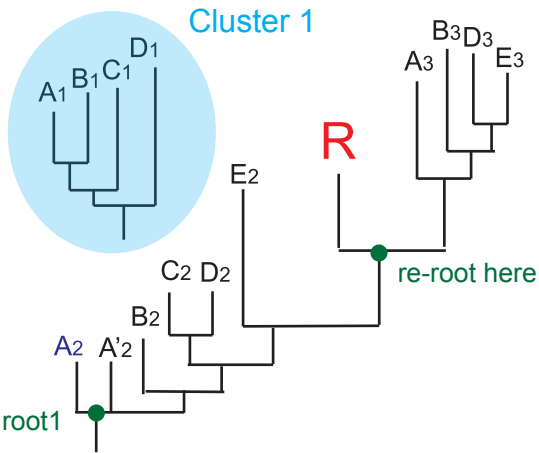 Cluster 1
A1
B1
C1
D1
R
A3
B3
D3
E3
E2
re-root here
C2
D2
B2
A2
A'2
root1